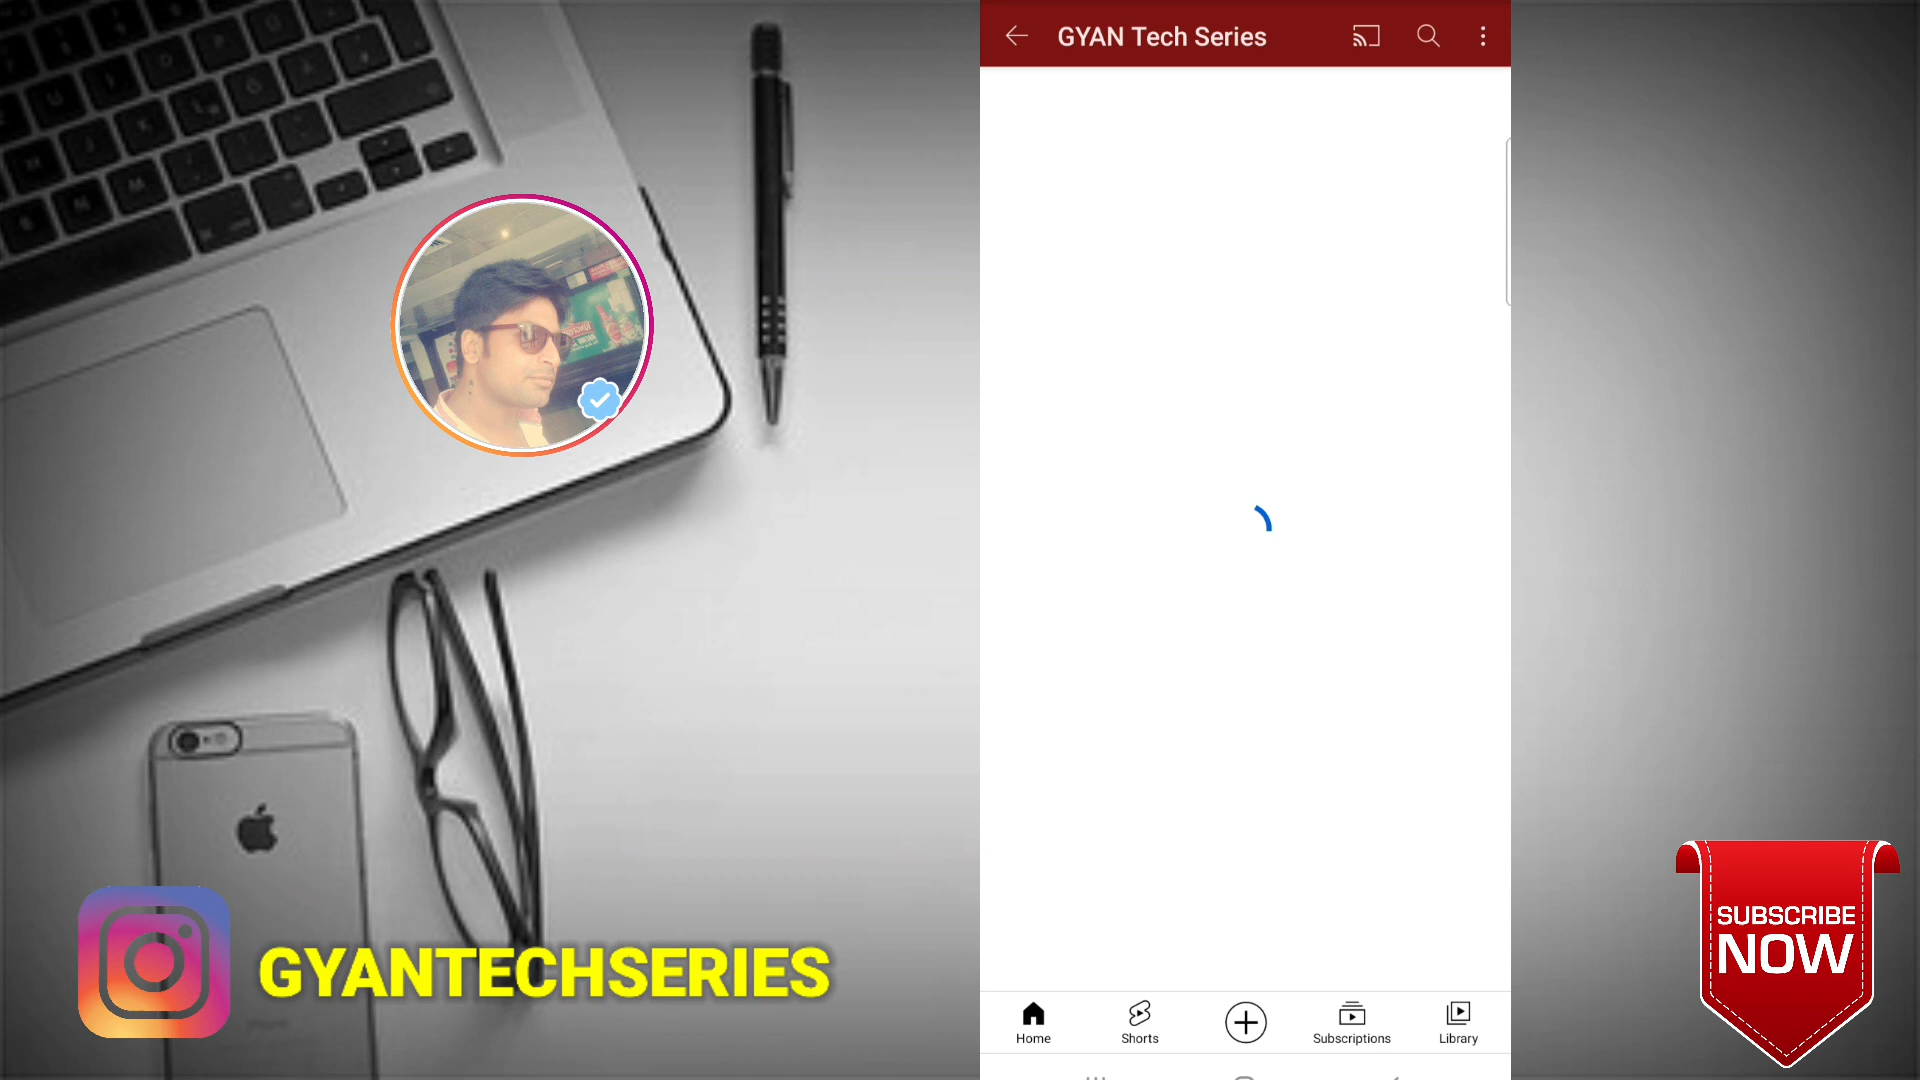 GYAN Tech Series
GYANTECHSERIES
Home
Shorts
Subscriptions
Library
SUBSCRIBE
NOW